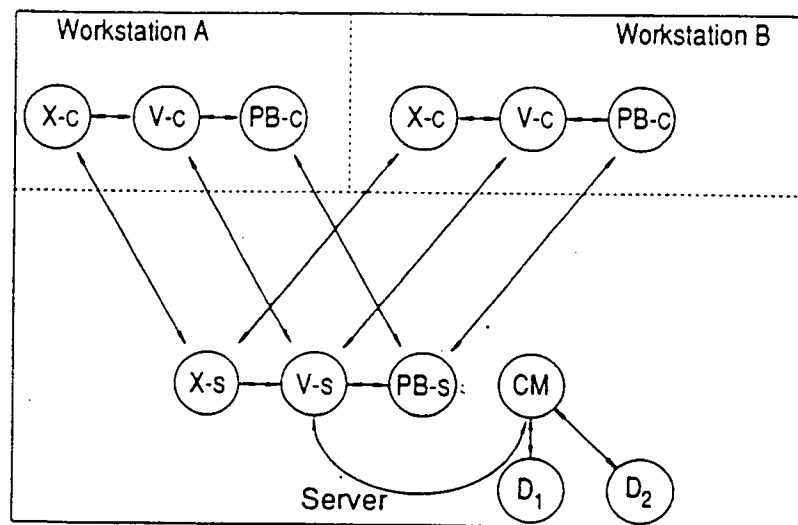 Workstation A
Workstation B
X-c V-c PB-c X-c V-c PB-c
X-s V-s PB-s CM
Server D₁ D₂